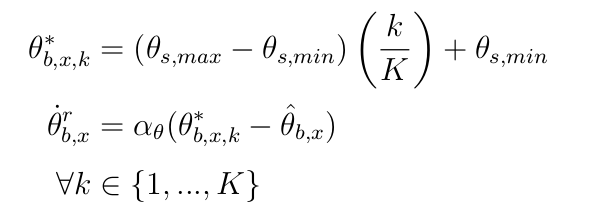 θ*_{b,x,k} = (θ_{s,max} − θ_{s,min}) (k/K) + θ_{s,min}
θ̇^r_{b,x} = α_θ(θ*_{b,x,k} − θ̂_{b,x})
∀k ∈ {1, ..., K}